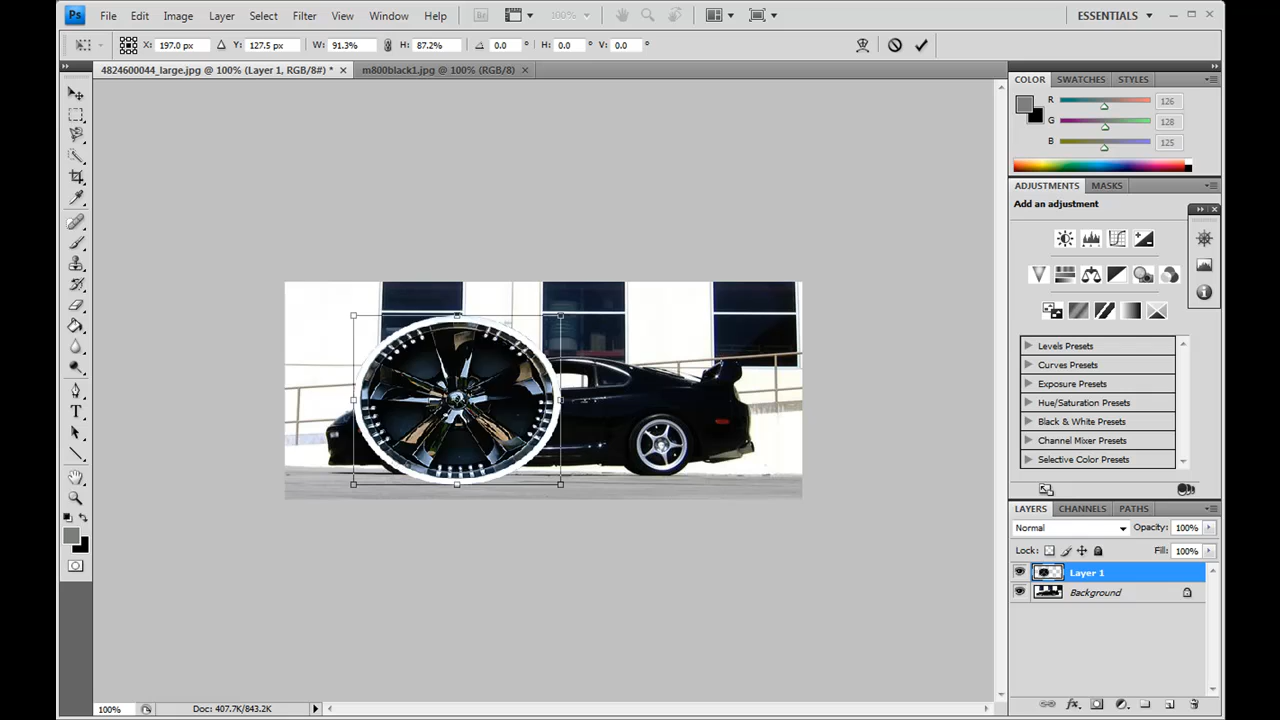 Ps File Edit Image Layer Select Filter View Window Help Br 100% ESSENTIALS
X: 197.0 px Y: 127.5 px W: 91.3% H: 87.2% 0.0 ° H: 0.0 ° V: 0.0 °
4824600044_large.jpg @ 100% (Layer 1, RGB/8#) * × m800black1.jpg @ 100% (RGB/8) ×
COLOR SWATCHES STYLES
R 126
G 128
B 125
ADJUSTMENTS MASKS
Add an adjustment
Levels Presets
Curves Presets
Exposure Presets
Hue/Saturation Presets
Black & White Presets
Channel Mixer Presets
Selective Color Presets
LAYERS CHANNELS PATHS
Normal Opacity: 100%
Lock: Fill: 100%
Layer 1
Background
fx
100% Doc: 407.7K/843.2K